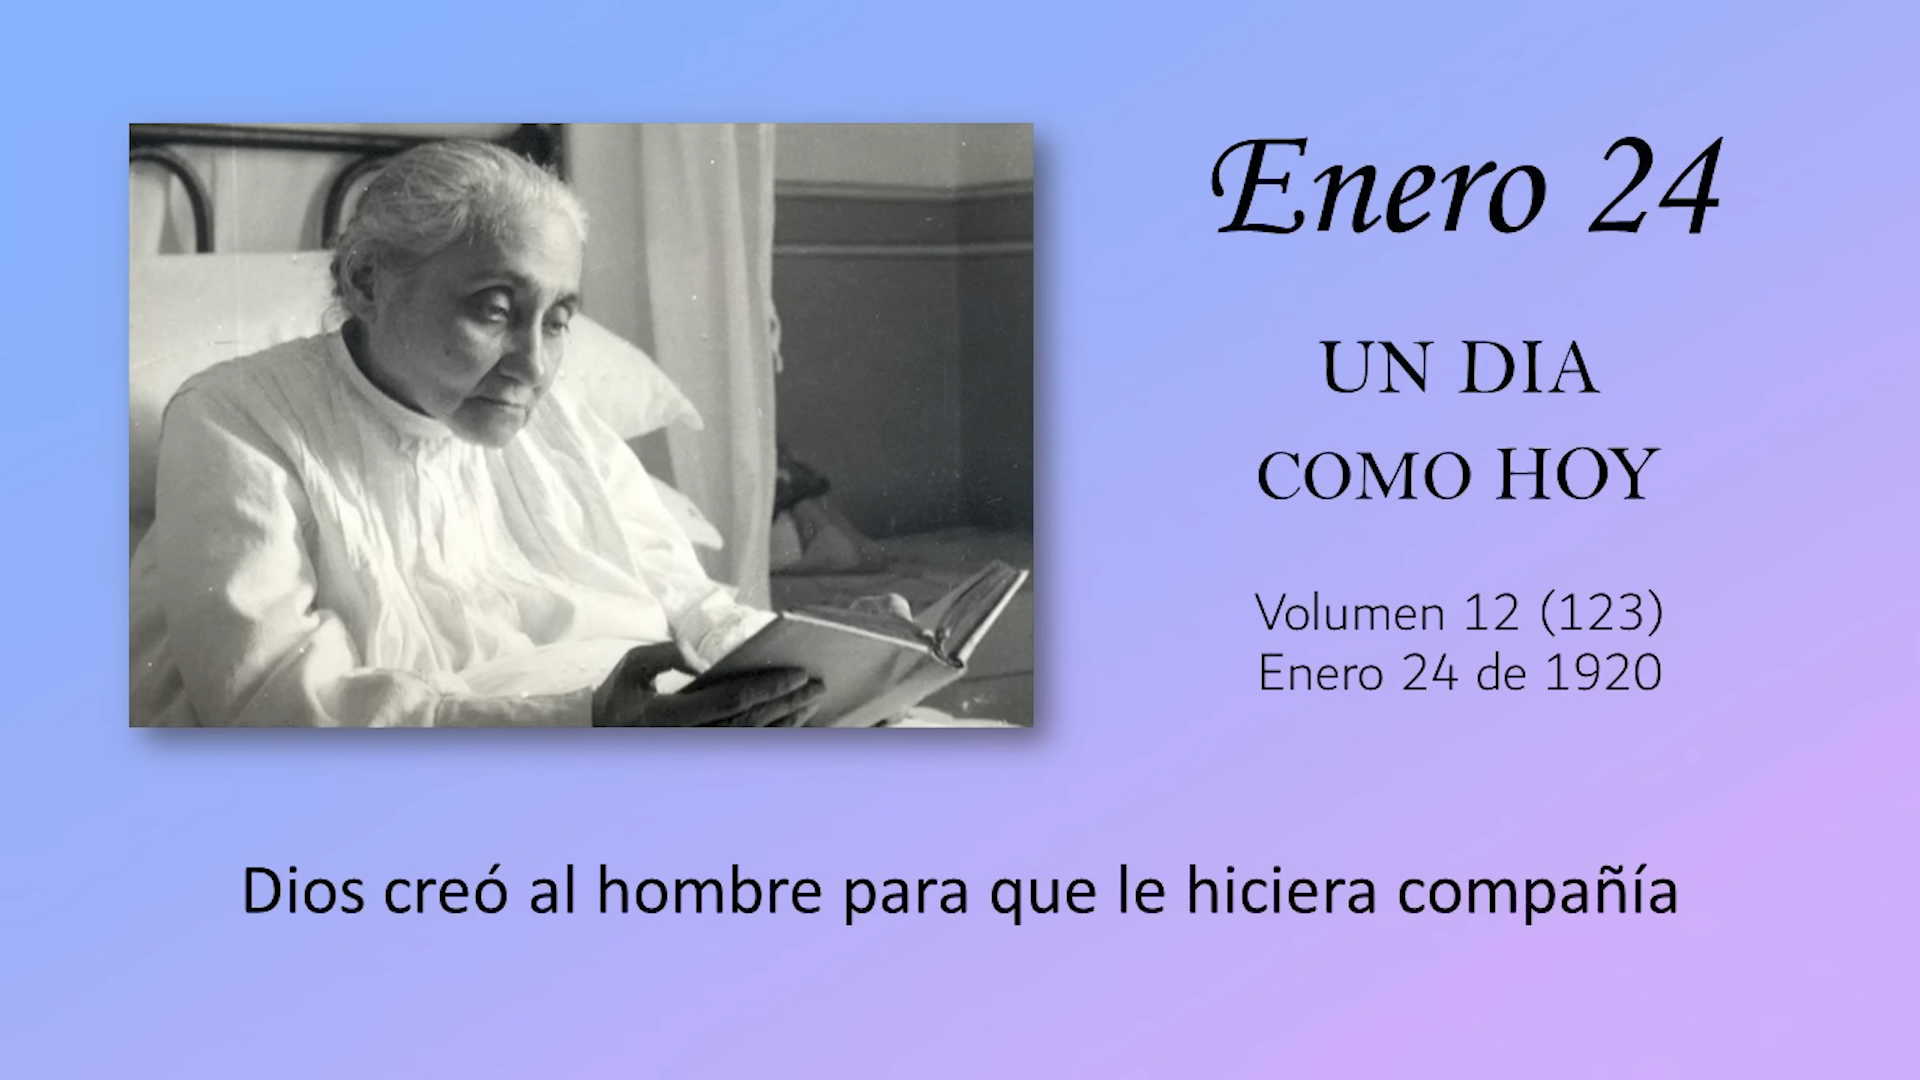 Enero 24
UN DIA
COMO HOY
Volumen 12 (123)
Enero 24 de 1920
Dios creó al hombre para que le hiciera compañía